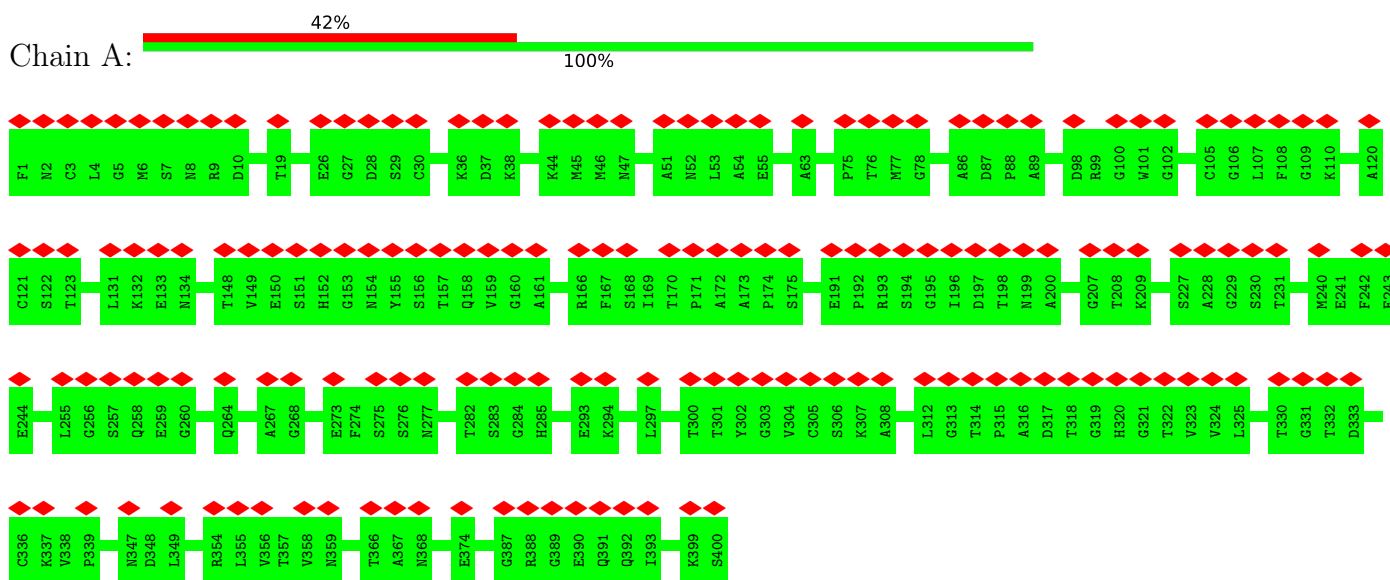 42%
Chain A:
100%
F1 N2 C3 L4 G5 M6 S7 N8 R9 D10 T19 E26 G27 D28 S29 C30 K36 D37 K38 K44 M45 M46 N47 A51 N52 L53 A54 E55 A63 P75 T76 M77 G78 A86 D87 P88 A89 D98 R99 G100 W101 G102 C105 G106 L107 F108 G109 K110 A120
C121 S122 T123 L131 K132 E133 N134 T148 V149 E150 S151 H152 G153 N154 Y155 S156 T157 Q158 V159 G160 A161 R166 F167 S168 I169 T170 P171 A172 A173 P174 S175 E191 P192 R193 S194 G195 I196 D197 T198 N199 A200 G207 T208 K209 S227 A228 G229 S230 T231 M240 E241 F242
E244 L255 G256 S257 Q258 E259 G260 Q264 A267 G268 E273 F274 S275 S276 N277 T282 S283 G284 H285 E293 K294 L297 T300 T301 Y302 G303 V304 C305 S306 K307 A308 L312 G313 T314 P315 A316 D317 T318 G319 H320 G321 T322 V323 V324 L325 T330 G331 T332 D333
C336 K337 V338 P339 N347 D348 L349 R354 L355 V356 T357 V358 N359 T366 A367 N368 E374 G387 R388 G389 E390 Q391 Q392 I393 K399 S400